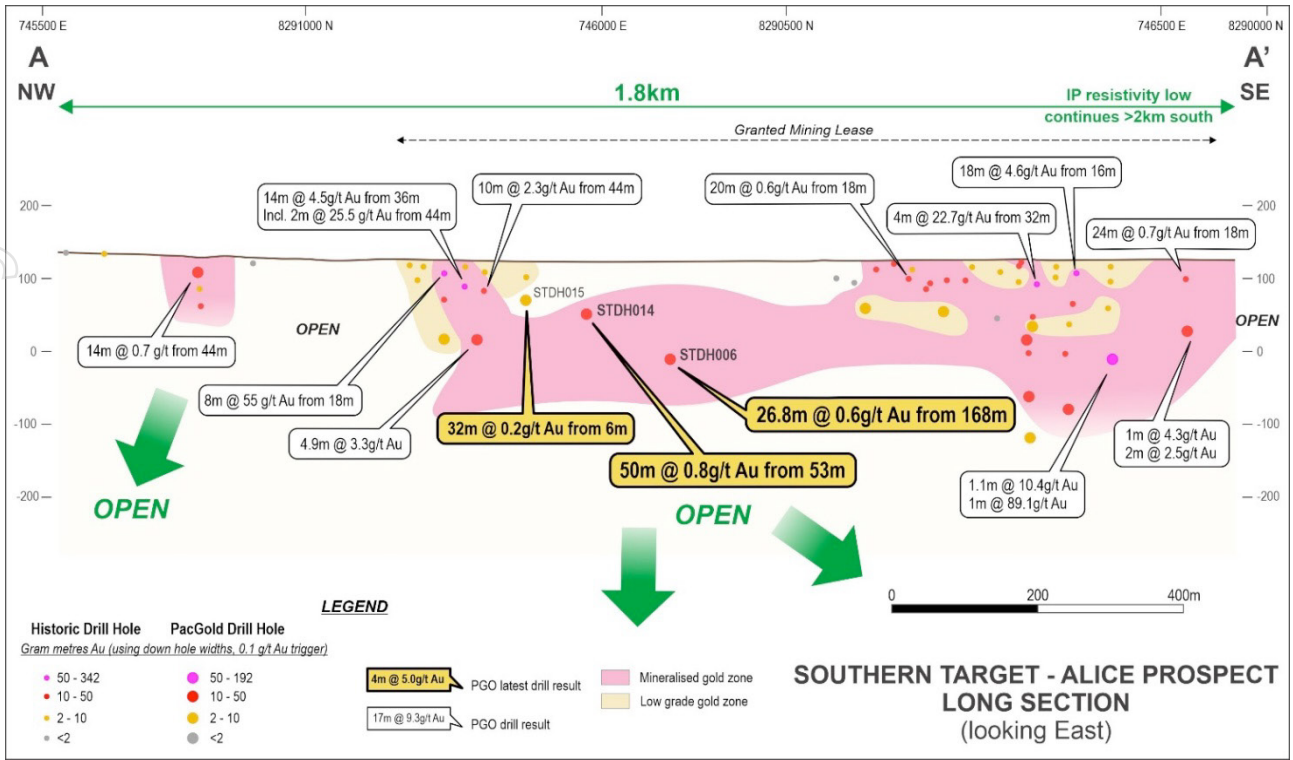 745500 E
8291000 N
746000 E
8290500 N
746500 E
8290000 N
A
NW
A'
SE
1.8km
IP resistivity low
continues >2km south
Granted Mining Lease
14m @ 4.5g/t Au from 36m
Incl. 2m @ 25.5 g/t Au from 44m
10m @ 2.3g/t Au from 44m
20m @ 0.6g/t Au from 18m
18m @ 4.6g/t Au from 16m
4m @ 22.7g/t Au from 32m
24m @ 0.7g/t Au from 18m
200
100
0
-100
-200
200
100
0
-100
-200
STDH015
STDH014
STDH006
OPEN
OPEN
14m @ 0.7 g/t from 44m
8m @ 55 g/t Au from 18m
4.9m @ 3.3g/t Au
32m @ 0.2g/t Au from 6m
26.8m @ 0.6g/t Au from 168m
50m @ 0.8g/t Au from 53m
1m @ 4.3g/t Au
2m @ 2.5g/t Au
1.1m @ 10.4g/t Au
1m @ 89.1g/t Au
OPEN
OPEN
0
200
400m
LEGEND
Historic Drill Hole
PacGold Drill Hole
Gram metres Au (using down hole widths, 0.1 g/t Au trigger)
50 - 342
10 - 50
2 - 10
<2
50 - 192
10 - 50
2 - 10
<2
4m @ 5.0g/t Au
PGO latest drill result
17m @ 9.3g/t Au
PGO drill result
Mineralised gold zone
Low grade gold zone
SOUTHERN TARGET - ALICE PROSPECT
LONG SECTION
(looking East)